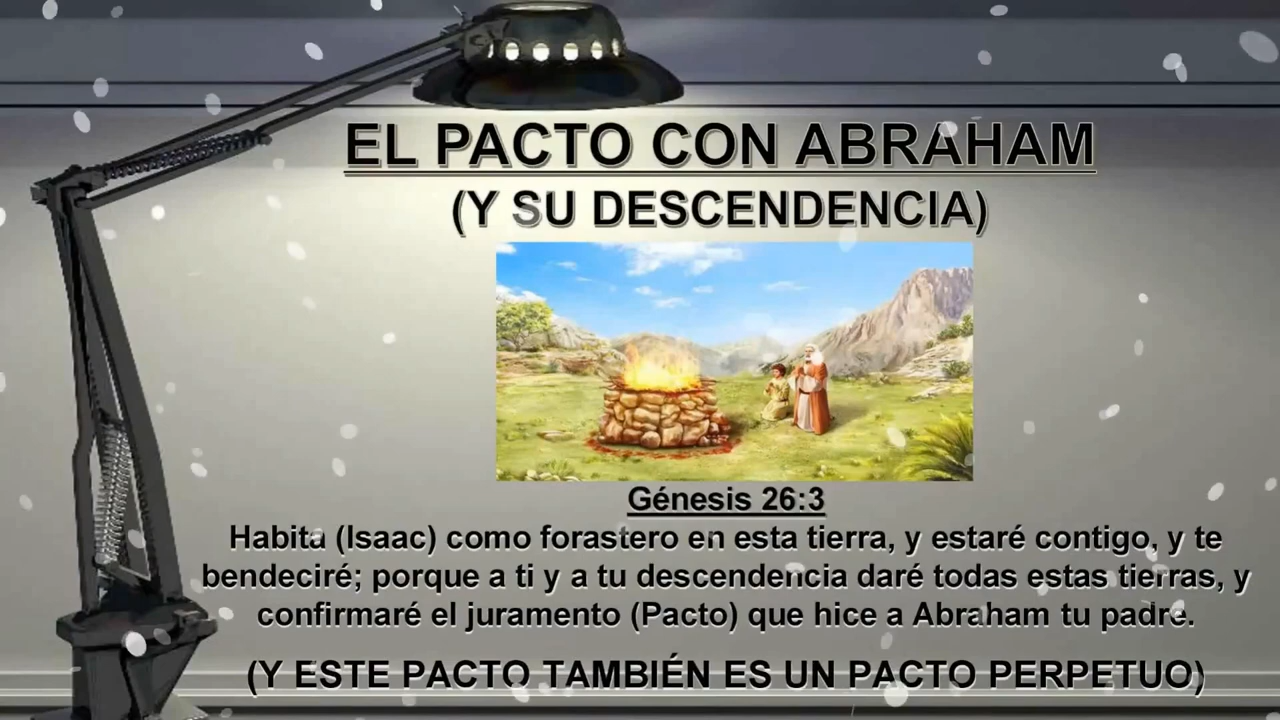 EL PACTO CON ABRAHAM
(Y SU DESCENDENCIA)
Génesis 26:3
Habita (Isaac) como forastero en esta tierra, y estaré contigo, y te
bendeciré; porque a ti y a tu descendencia daré todas estas tierras, y
confirmaré el juramento (Pacto) que hice a Abraham tu padre.
(Y ESTE PACTO TAMBIÉN ES UN PACTO PERPETUO)